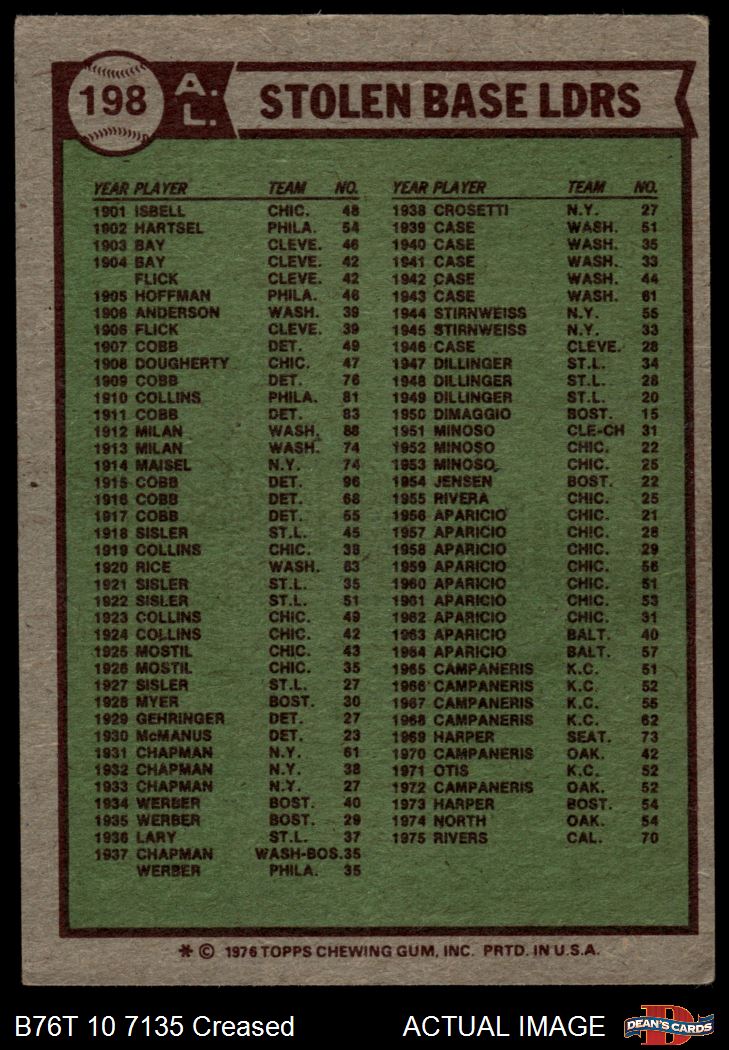 198 A.L. STOLEN BASE LDRS
YEAR PLAYER TEAM NO.
1901 ISBELL CHIC. 48
1902 HARTSEL PHILA. 54
1903 BAY CLEVE. 46
1904 BAY CLEVE. 42
FLICK CLEVE. 42
1905 HOFFMAN PHILA. 46
1906 ANDERSON WASH. 39
1906 FLICK CLEVE. 39
1907 COBB DET. 49
1908 DOUGHERTY CHIC. 47
1909 COBB DET. 76
1910 COLLINS PHILA. 81
1911 COBB DET. 83
1912 MILAN WASH. 88
1913 MILAN WASH. 74
1914 MAISEL N.Y. 74
1915 COBB DET. 96
1916 COBB DET. 68
1917 COBB DET. 55
1918 SISLER ST.L. 45
1919 COLLINS CHIC. 38
1920 RICE WASH. 63
1921 SISLER ST.L. 35
1922 SISLER ST.L. 51
1923 COLLINS CHIC. 49
1924 COLLINS CHIC. 42
1925 MOSTIL CHIC. 43
1926 MOSTIL CHIC. 35
1927 SISLER ST.L. 27
1928 MYER BOST. 30
1929 GEHRINGER DET. 27
1930 McMANUS DET. 23
1931 CHAPMAN N.Y. 61
1932 CHAPMAN N.Y. 38
1933 CHAPMAN N.Y. 27
1934 WERBER BOST. 40
1935 WERBER BOST. 29
1936 LARY ST.L. 37
1937 CHAPMAN WASH-BOS. 35
WERBER PHILA. 35
YEAR PLAYER TEAM NO.
1938 CROSETTI N.Y. 27
1939 CASE WASH. 51
1940 CASE WASH. 35
1941 CASE WASH. 33
1942 CASE WASH. 44
1943 CASE WASH. 61
1944 STIRNWEISS N.Y. 55
1945 STIRNWEISS N.Y. 33
1946 CASE CLEVE. 28
1947 DILLINGER ST.L. 34
1948 DILLINGER ST.L. 28
1949 DILLINGER ST.L. 20
1950 DIMAGGIO BOST. 15
1951 MINOSO CLE-CH 31
1952 MINOSO CHIC. 22
1953 MINOSO CHIC. 25
1954 JENSEN BOST. 22
1955 RIVERA CHIC. 25
1956 APARICIO CHIC. 21
1957 APARICIO CHIC. 28
1958 APARICIO CHIC. 29
1959 APARICIO CHIC. 56
1960 APARICIO CHIC. 51
1961 APARICIO CHIC. 53
1962 APARICIO CHIC. 31
1963 APARICIO BALT. 40
1964 APARICIO BALT. 57
1965 CAMPANERIS K.C. 51
1966 CAMPANERIS K.C. 52
1967 CAMPANERIS K.C. 55
1968 CAMPANERIS K.C. 62
1969 HARPER SEAT. 73
1970 CAMPANERIS OAK. 42
1971 OTIS K.C. 52
1972 CAMPANERIS OAK. 52
1973 HARPER BOST. 54
1974 NORTH OAK. 54
1975 RIVERS CAL. 70
* © 1976 TOPPS CHEWING GUM, INC. PRTD. IN U.S.A.
B76T 10 7135 Creased ACTUAL IMAGE DEAN'S CARDS